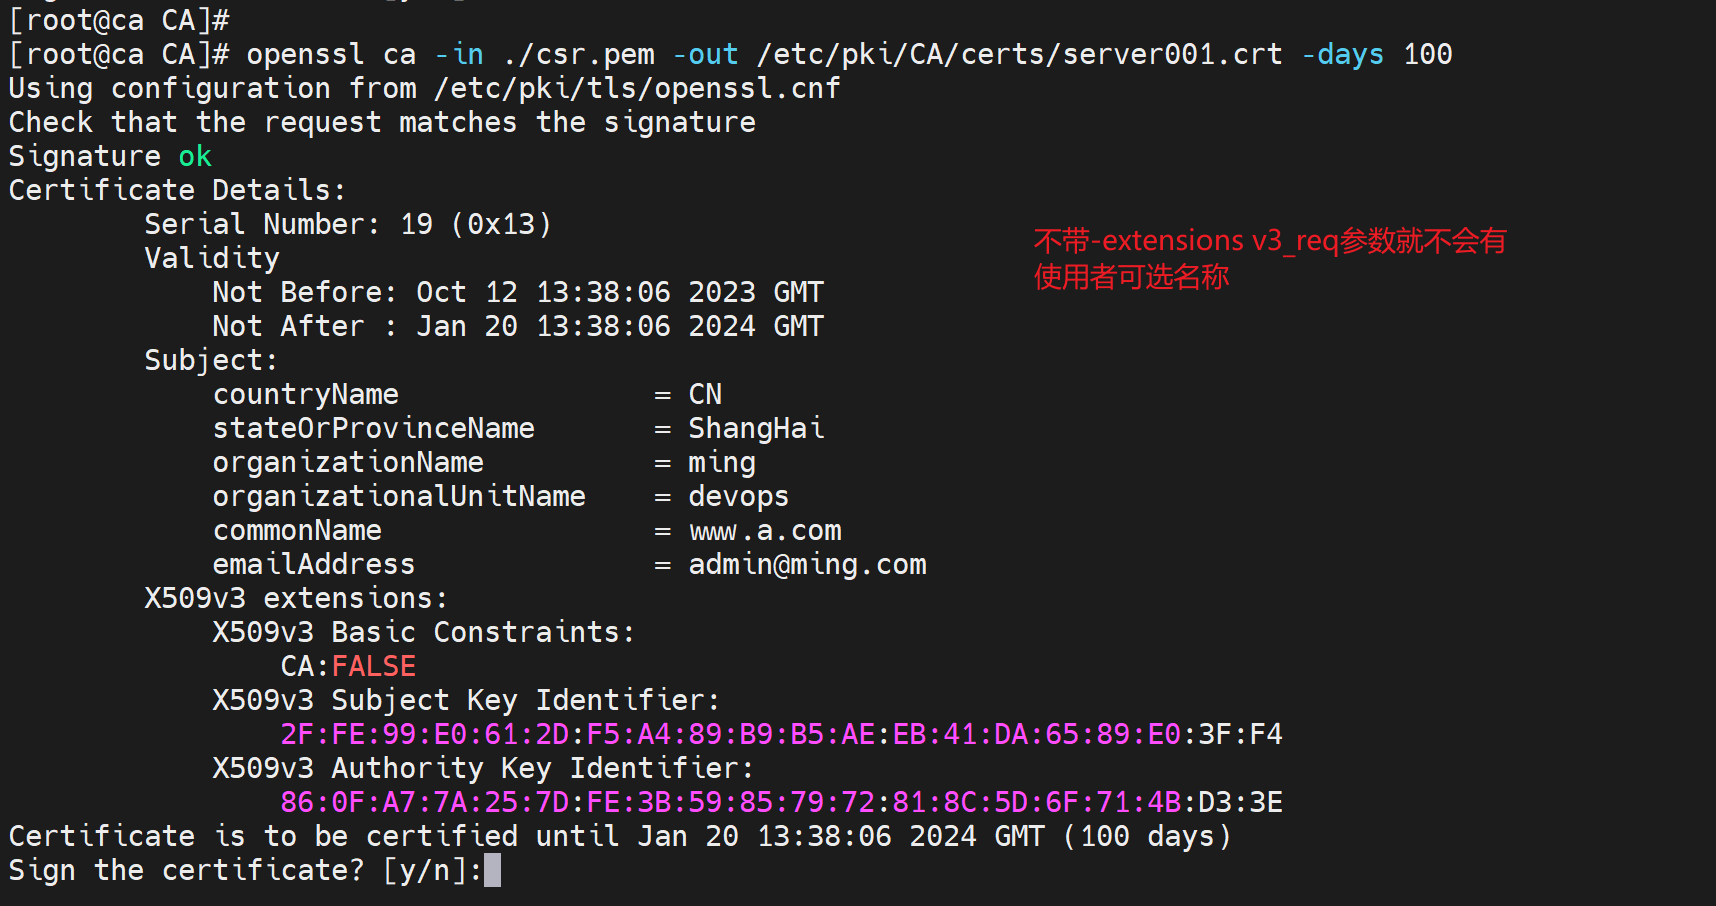 [root@ca CA]#
[root@ca CA]# openssl ca -in ./csr.pem -out /etc/pki/CA/certs/server001.crt -days 100
Using configuration from /etc/pki/tls/openssl.cnf
Check that the request matches the signature
Signature ok
Certificate Details:
Serial Number: 19 (0x13)
不带-extensions v3_req参数就不会有
使用者可选名称
Validity
Not Before: Oct 12 13:38:06 2023 GMT
Not After : Jan 20 13:38:06 2024 GMT
Subject:
countryName = CN
stateOrProvinceName = ShangHai
organizationName = ming
organizationalUnitName = devops
commonName = www.a.com
emailAddress = admin@ming.com
X509v3 extensions:
X509v3 Basic Constraints:
CA:FALSE
X509v3 Subject Key Identifier:
2F:FE:99:E0:61:2D:F5:A4:89:B9:B5:AE:EB:41:DA:65:89:E0:3F:F4
X509v3 Authority Key Identifier:
86:0F:A7:7A:25:7D:FE:3B:59:85:79:72:81:8C:5D:6F:71:4B:D3:3E
Certificate is to be certified until Jan 20 13:38:06 2024 GMT (100 days)
Sign the certificate? [y/n]: